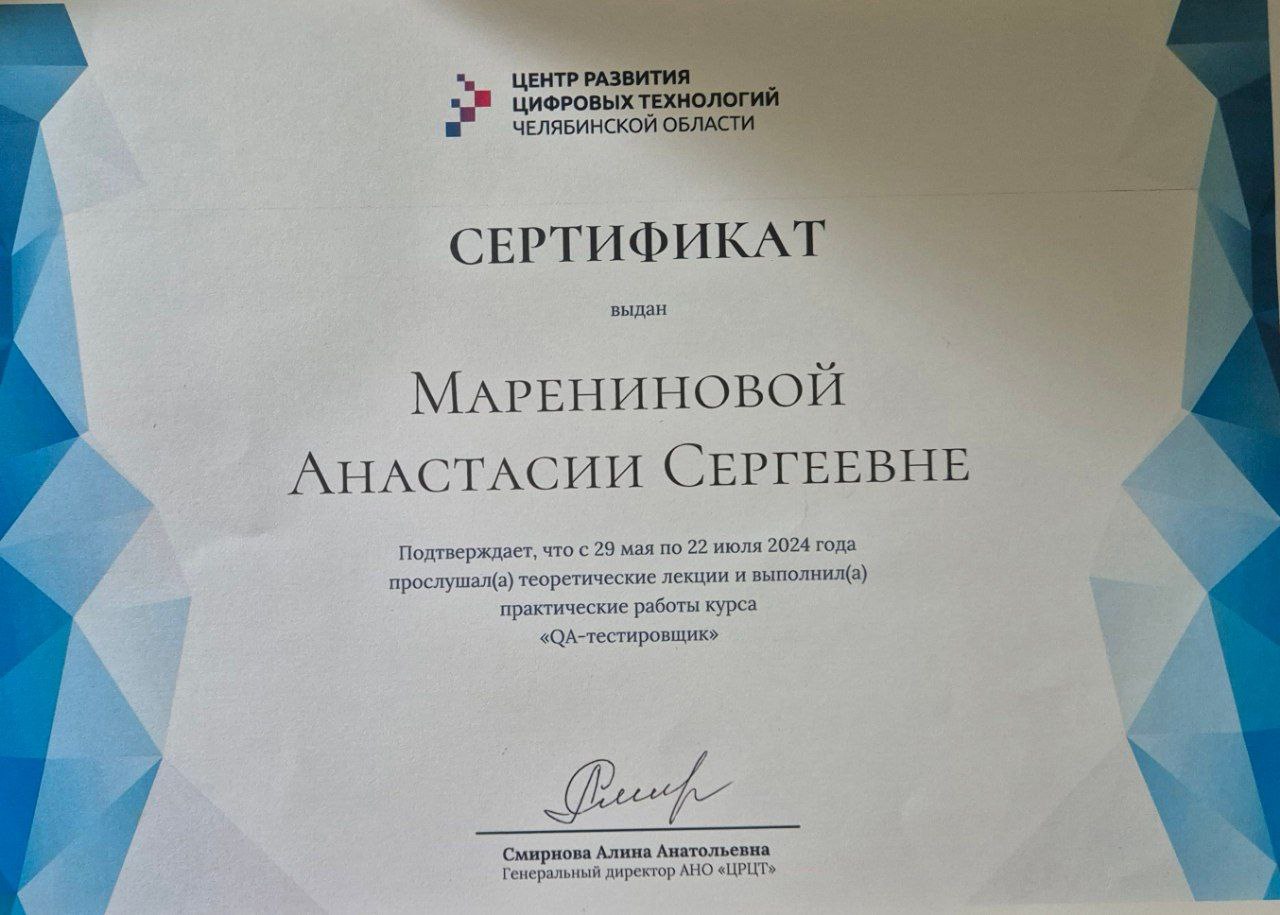 ЦЕНТР РАЗВИТИЯ
ЦИФРОВЫХ ТЕХНОЛОГИЙ
ЧЕЛЯБИНСКОЙ ОБЛАСТИ
СЕРТИФИКАТ
выдан
Марениновой
Анастасии Сергеевне
Подтверждает, что с 29 мая по 22 июля 2024 года
прослушал(а) теоретические лекции и выполнил(а)
практические работы курса
«QA-тестировщик»
Смирнова Алина Анатольевна
Генеральный директор АНО «ЦРЦТ»